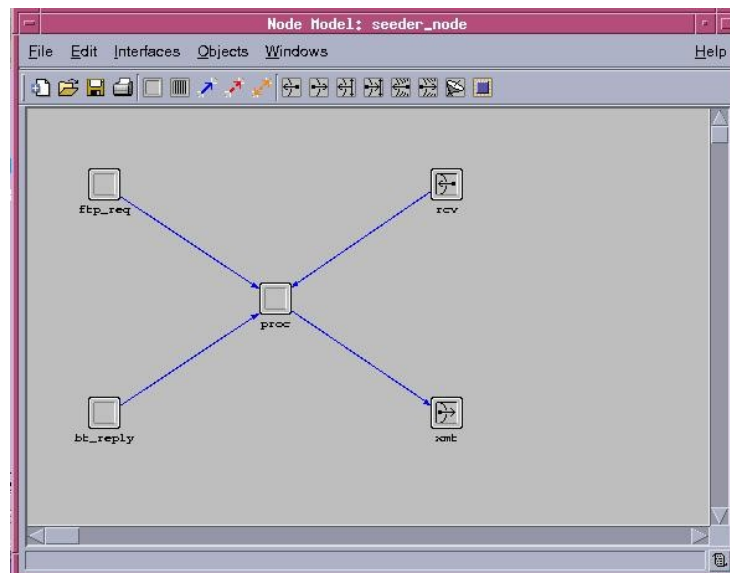 Node Model: seeder_node
File Edit Interfaces Objects Windows Help
ftp_req
rcv
proc
bt_reply
xmt